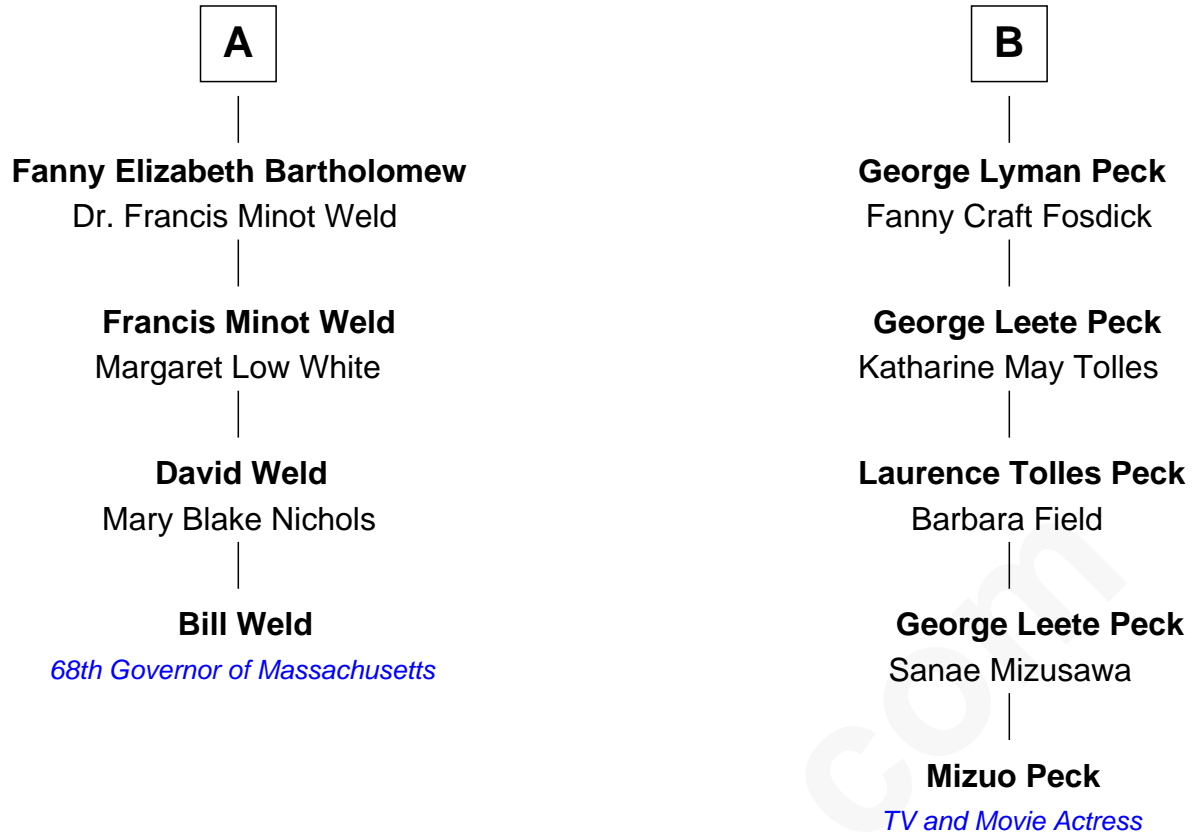 A
Fanny Elizabeth Bartholomew
Dr. Francis Minot Weld
Francis Minot Weld
Margaret Low White
David Weld
Mary Blake Nichols
Bill Weld
68th Governor of Massachusetts
B
George Lyman Peck
Fanny Craft Fosdick
George Leete Peck
Katharine May Tolles
Laurence Tolles Peck
Barbara Field
George Leete Peck
Sanae Mizusawa
Mizuo Peck
TV and Movie Actress
com